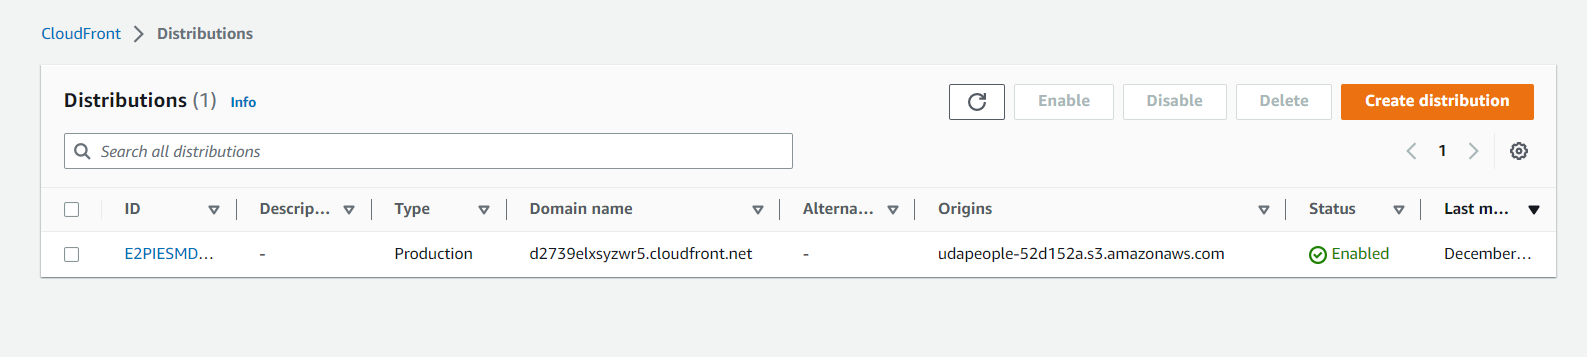 CloudFront > Distributions
Distributions (1) Info
Enable Disable Delete Create distribution
Search all distributions
1
ID Descrip... Type Domain name Alterna... Origins Status Last m...
E2PIESMD... - Production d2739elxsyzwr5.cloudfront.net - udapeople-52d152a.s3.amazonaws.com Enabled December...